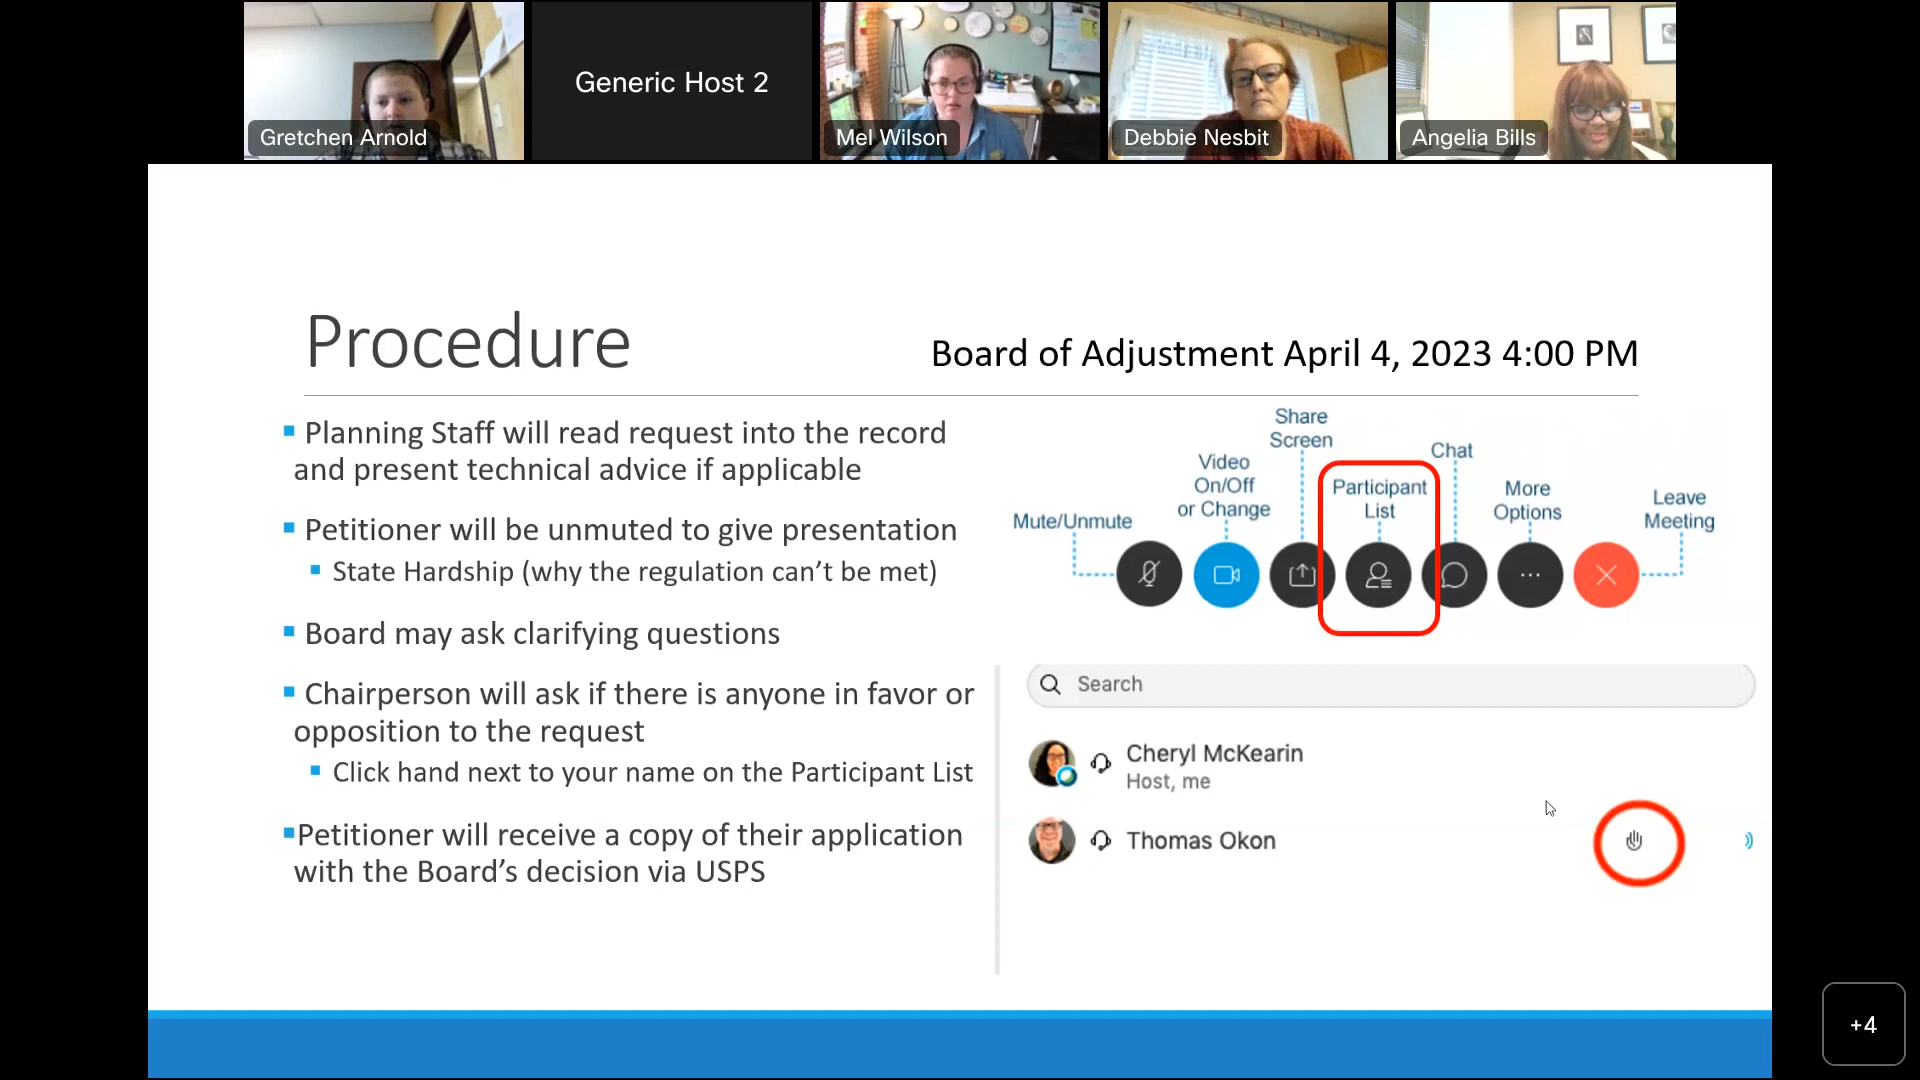 Gretchen Arnold
Generic Host 2
Mel Wilson
Debbie Nesbit
Angelia Bills
Procedure
Board of Adjustment April 4, 2023 4:00 PM
Planning Staff will read request into the record
and present technical advice if applicable
Petitioner will be unmuted to give presentation
State Hardship (why the regulation can’t be met)
Board may ask clarifying questions
Chairperson will ask if there is anyone in favor or
opposition to the request
Click hand next to your name on the Participant List
Petitioner will receive a copy of their application
with the Board’s decision via USPS
Mute/Unmute
Video
On/Off
or Change
Share
Screen
Participant
List
Chat
More
Options
Leave
Meeting
Search
Cheryl McKearin
Host, me
Thomas Okon
+4